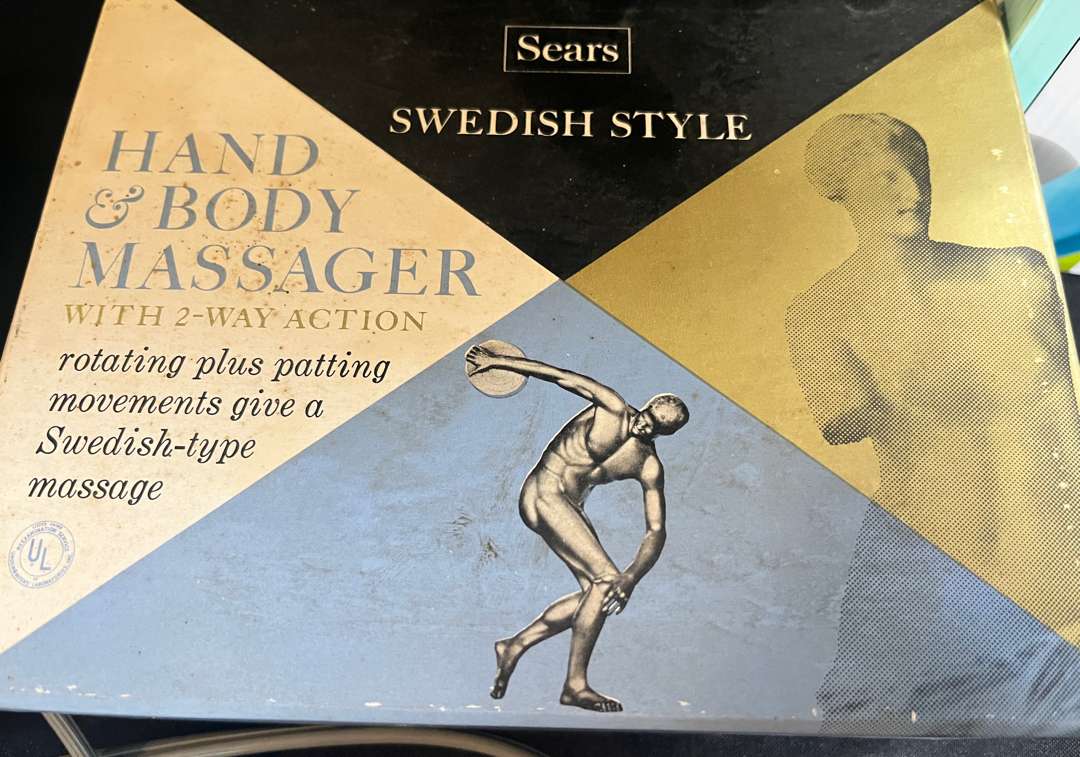 Sears
SWEDISH STYLE
HAND
& BODY
MASSAGER
WITH 2-WAY ACTION
rotating plus patting
movements give a
Swedish-type
massage
UL